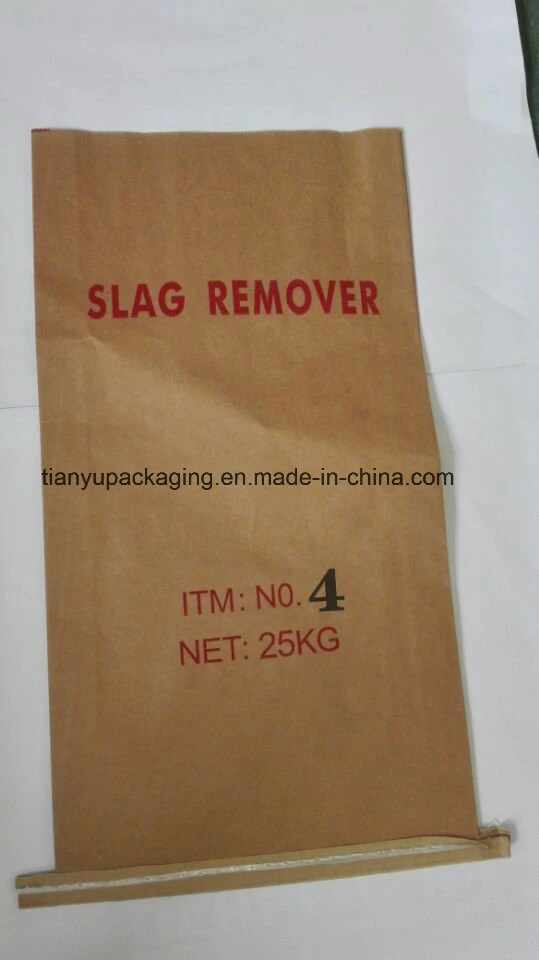 SLAG REMOVER
tianyupackaging.en.made-in-china.com
ITM: NO. 4
NET: 25KG